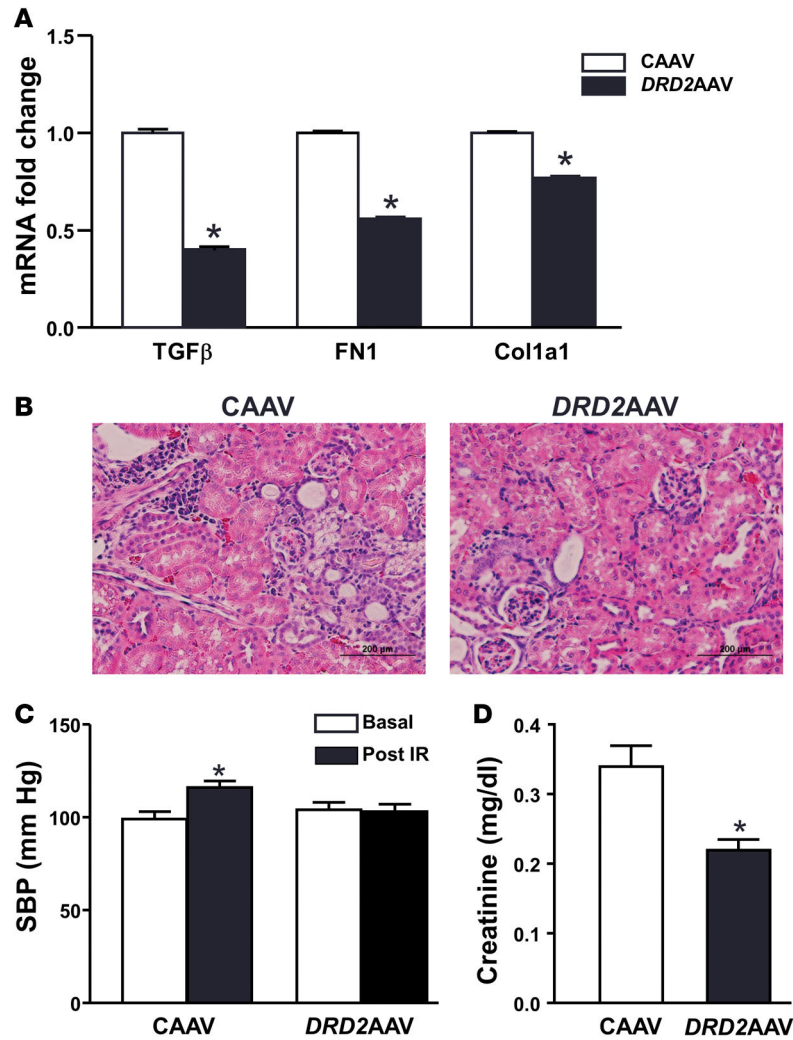 A
1.5
1.0
0.5
0.0
mRNA fold change
CAAV
DRD2AAV
*
*
*
TGFβ FN1 Col1a1
B
CAAV DRD2AAV
200 µm 200 µm
C
150
100
50
0
SBP (mm Hg)
Basal
Post IR
*
CAAV DRD2AAV
D
0.4
0.3
0.2
0.1
0.0
Creatinine (mg/dl)
*
CAAV DRD2AAV